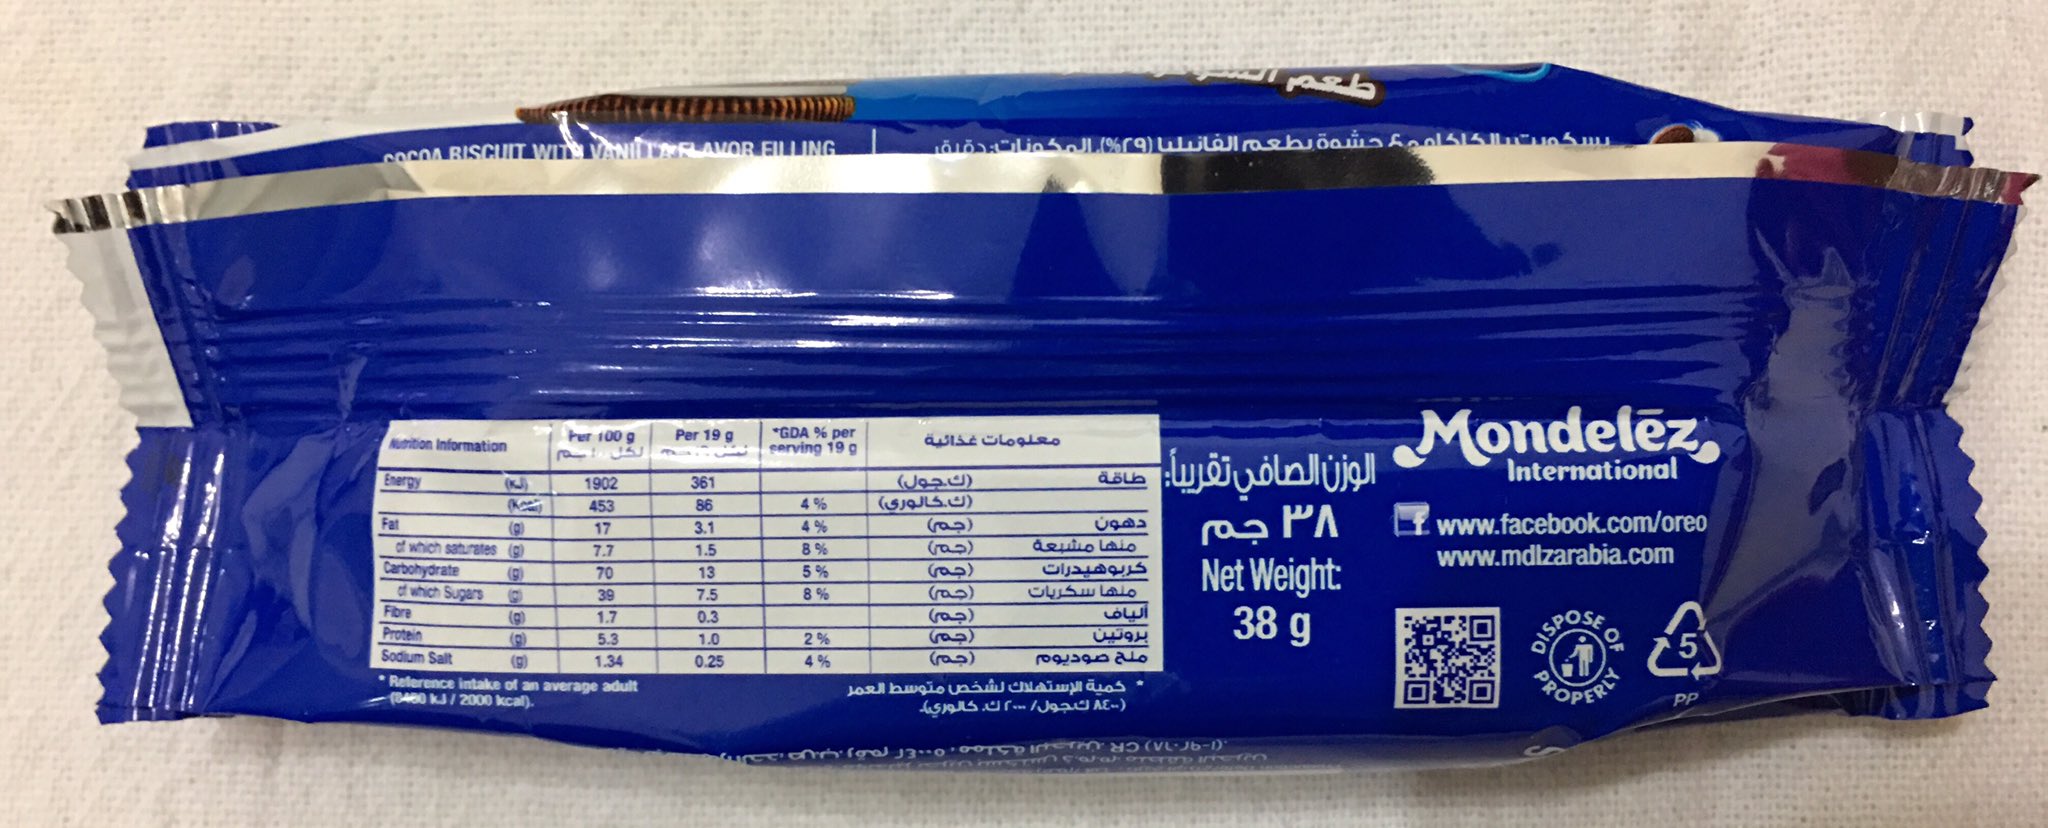 طعم
COCOA BISCUIT WITH VANILLA FLAVOR FILLING
بسكويت بالكاكاو و حشوة بطعم الفانيليا (٢٩%). المكونات: دقيق
Nutrition Information Per 100 g Per 19 g *GDA % per serving 19 g معلومات غذائية
Energy (kJ) 1902 361 (ك.جول) طاقة
(Kcal) 453 86 4 % (ك.كالوري)
Fat (g) 17 3.1 4 % (جم) دهون
of which saturates (g) 7.7 1.5 8 % (جم) منها مشبعة
Carbohydrate (g) 70 13 5 % (جم) كربوهيدرات
of which Sugars (g) 39 7.5 8 % (جم) منها سكريات
Fibre (g) 1.7 0.3 (جم) ألياف
Protein (g) 5.3 1.0 2 % (جم) بروتين
Sodium Salt (g) 1.34 0.25 4 % (جم) ملح صوديوم
* Reference intake of an average adult
(8400 kJ / 2000 kcal).
* كمية الإستهلاك لشخص متوسط العمر
(٨٤٠٠ ك.جول/ ٢٠٠٠ ك. كالوري).
الوزن الصافي تقريباً:
٣٨ جم
Net Weight:
38 g
Mondelēz
International
f www.facebook.com/oreo
www.mdlzarabia.com
DISPOSE OF
PROPERLY
5
PP